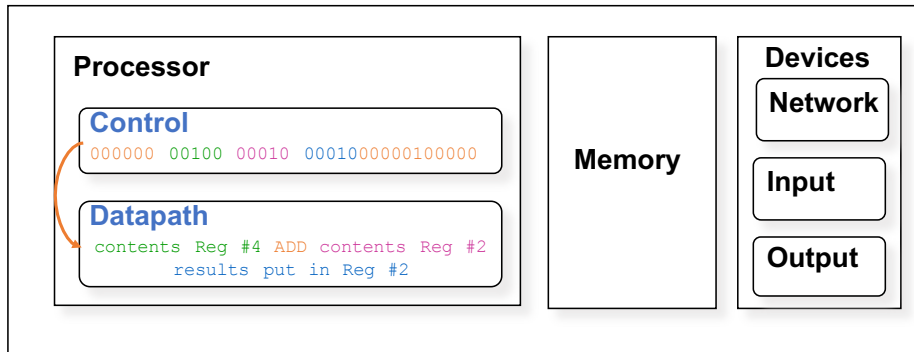 Processor
Control
000000 00100 00010 0001000000100000
Datapath
contents Reg #4 ADD contents Reg #2
results put in Reg #2
Memory
Devices
Network
Input
Output